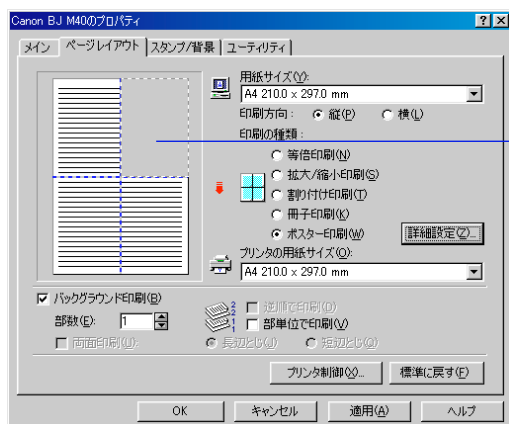 Canon BJ M40のプロパティ
メイン ページレイアウト スタンプ/背景 ユーティリティ
用紙サイズ(Y):
A4 210.0 x 297.0 mm
印刷方向: 縦(P) 横(L)
印刷の種類:
等倍印刷(N)
拡大/縮小印刷(S)
割り付け印刷(T)
冊子印刷(K)
ポスター印刷(W) 詳細設定(Z)...
プリンタの用紙サイズ(O):
A4 210.0 x 297.0 mm
バックグラウンド印刷(B)
部数(E): 1
逆順で印刷(D)
部単位で印刷(V)
両面印刷(U): 長辺とじ(J) 短辺とじ(Q)
プリンタ制御(X)... 標準に戻す(F)
OK キャンセル 適用(A) ヘルプ